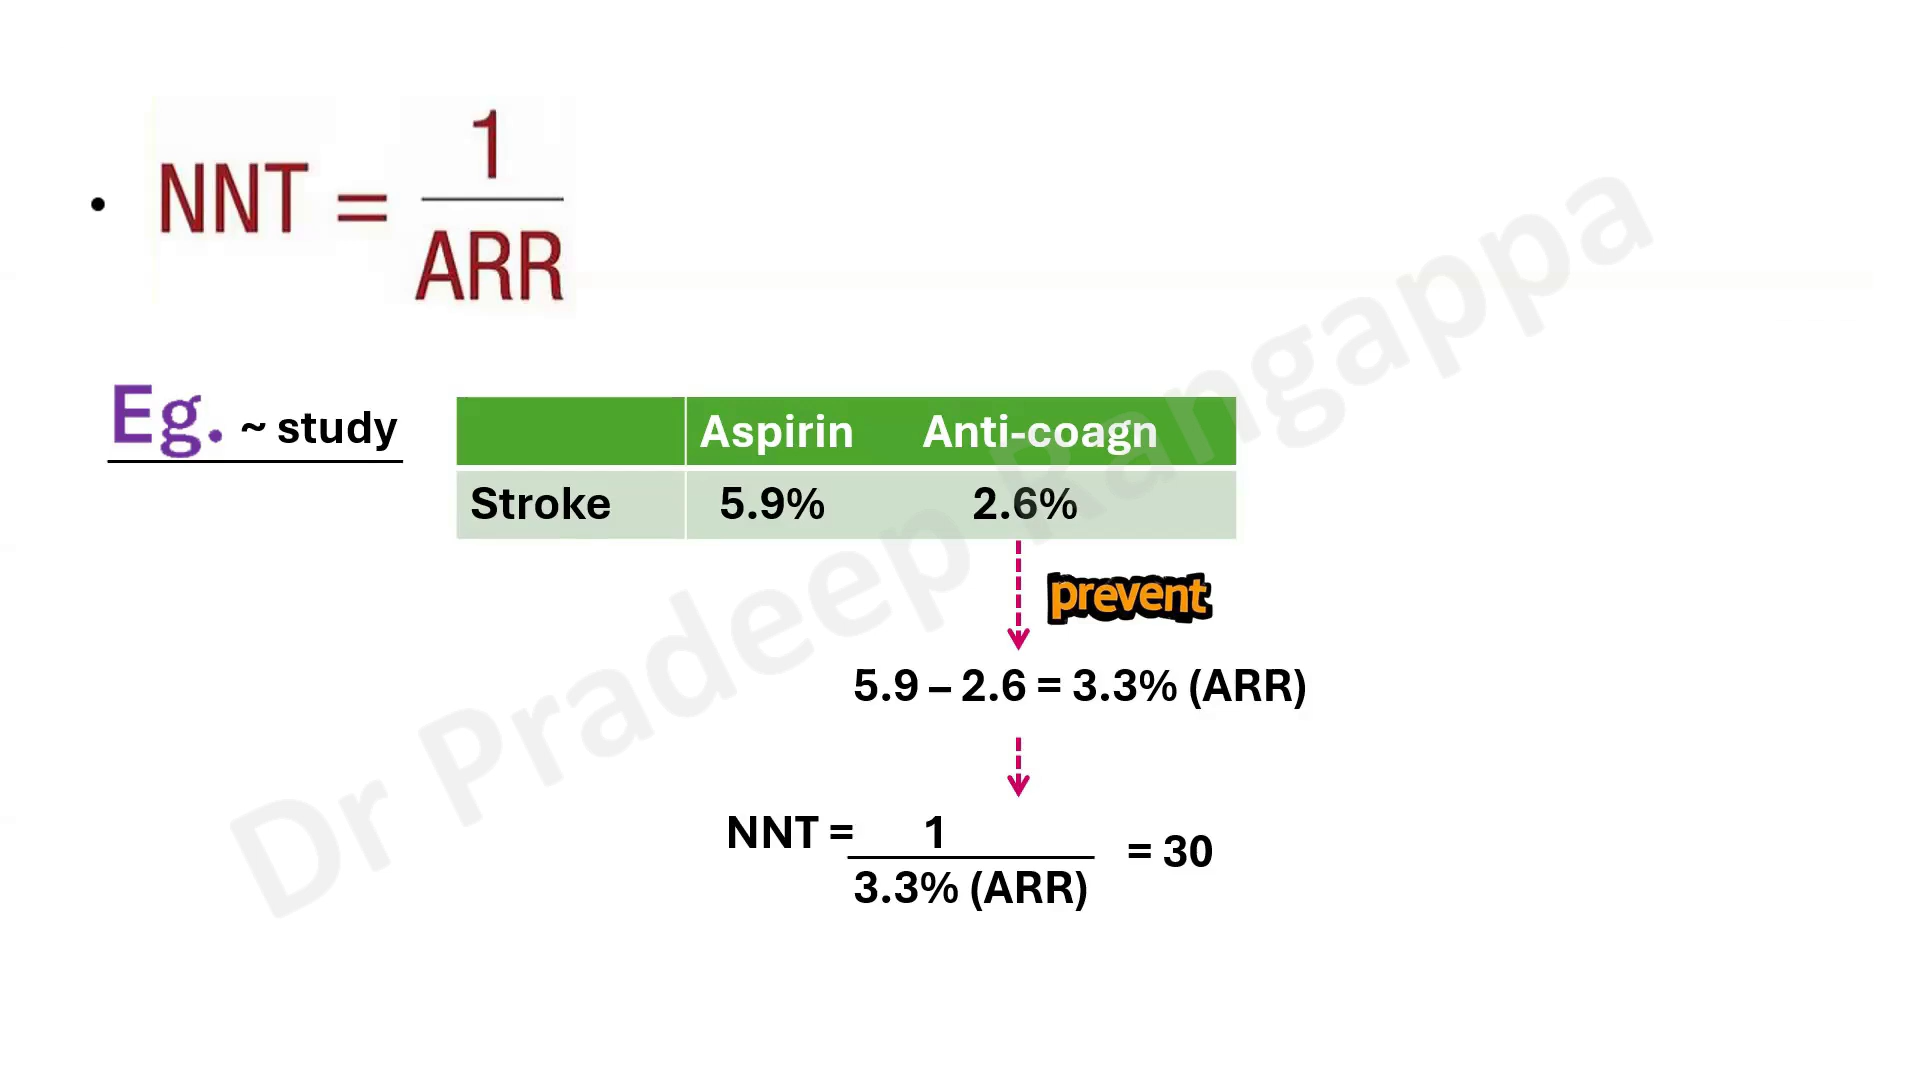 • NNT = 1
ARR
Eg. ~ study
Aspirin Anti-coagn
Stroke 5.9% 2.6%
prevent
5.9 – 2.6 = 3.3% (ARR)
NNT = 1
3.3% (ARR)
= 30
Dr Pradeep Rangappa